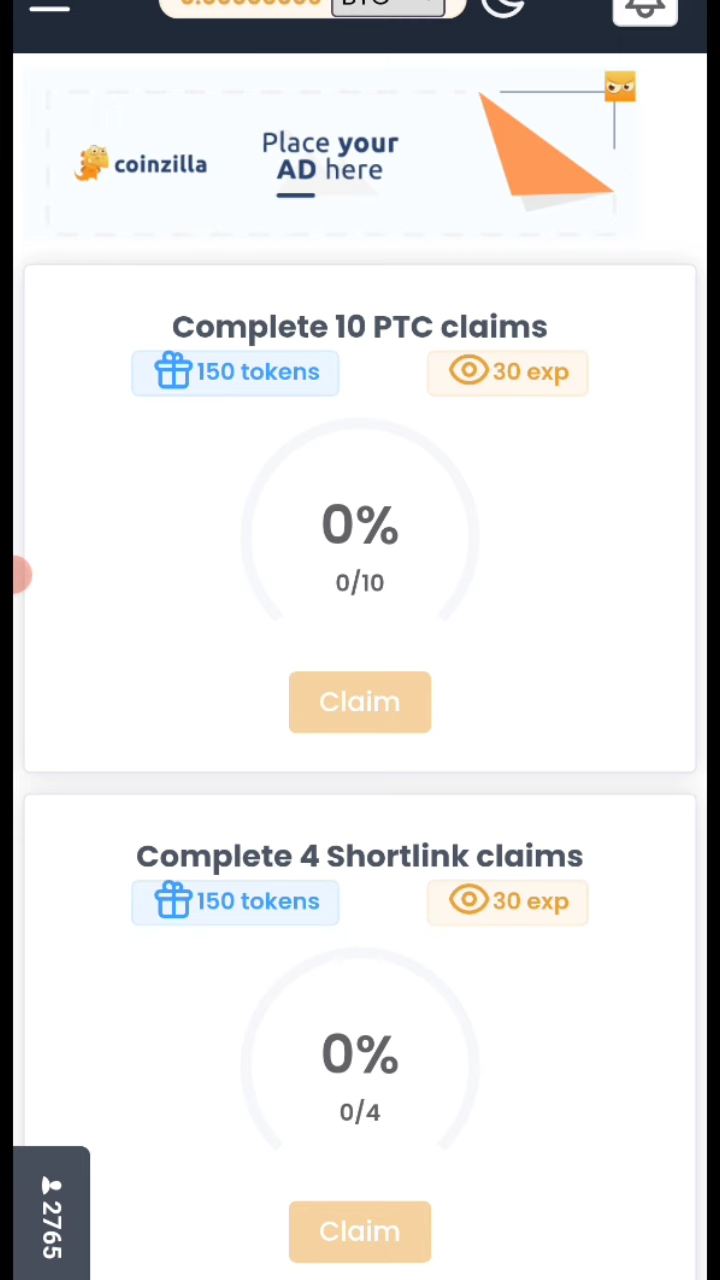 coinzilla
Place your
AD here
Complete 10 PTC claims
150 tokens
30 exp
0%
0/10
Claim
Complete 4 Shortlink claims
150 tokens
30 exp
0%
0/4
Claim
2765